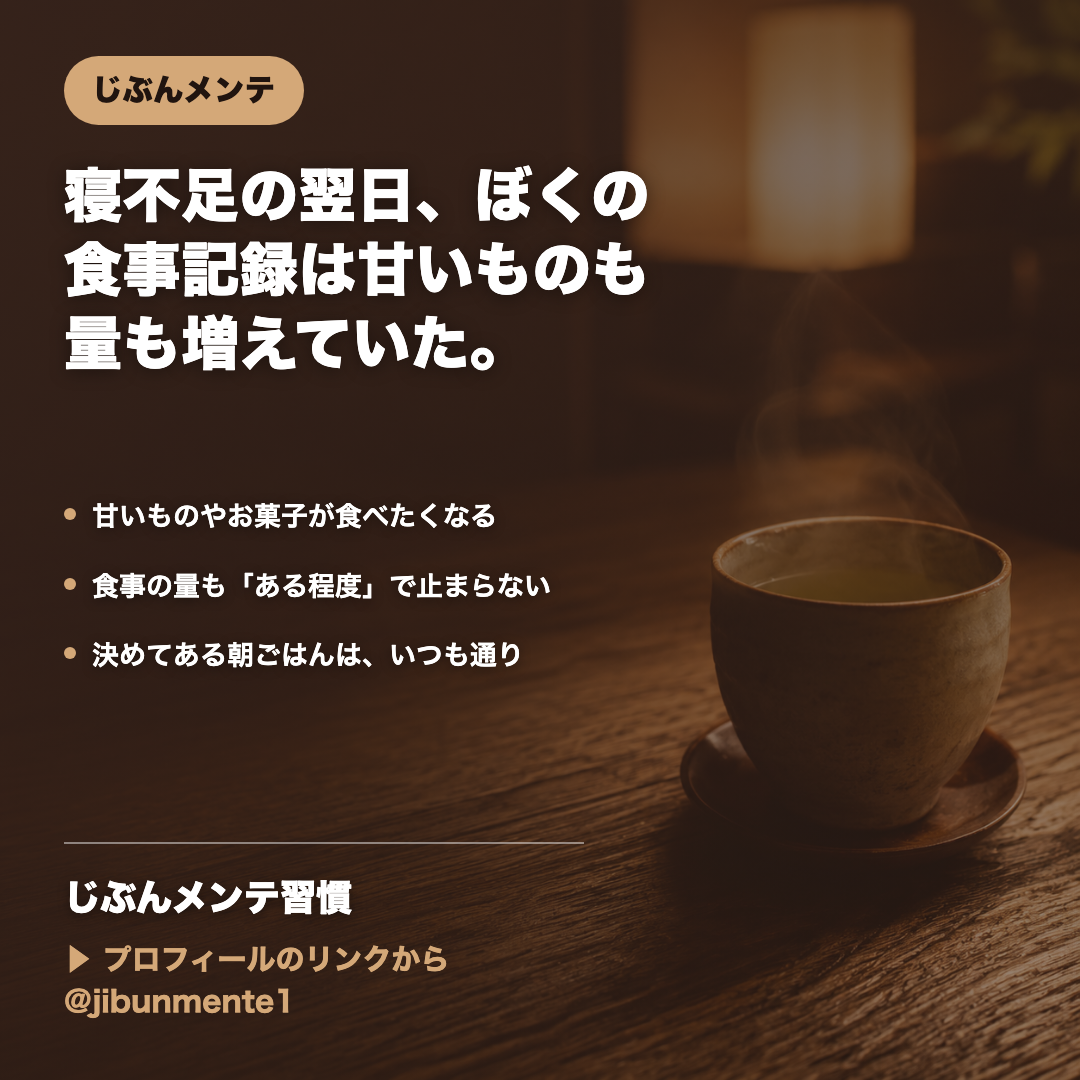 じぶんメンテ
寝不足の翌日、ぼくの
食事記録は甘いものも
量も増えていた。
甘いものやお菓子が食べたくなる
食事の量も「ある程度」で止まらない
決めてある朝ごはんは、いつも通り
じぶんメンテ習慣
▶ プロフィールのリンクから
@jibunmente1